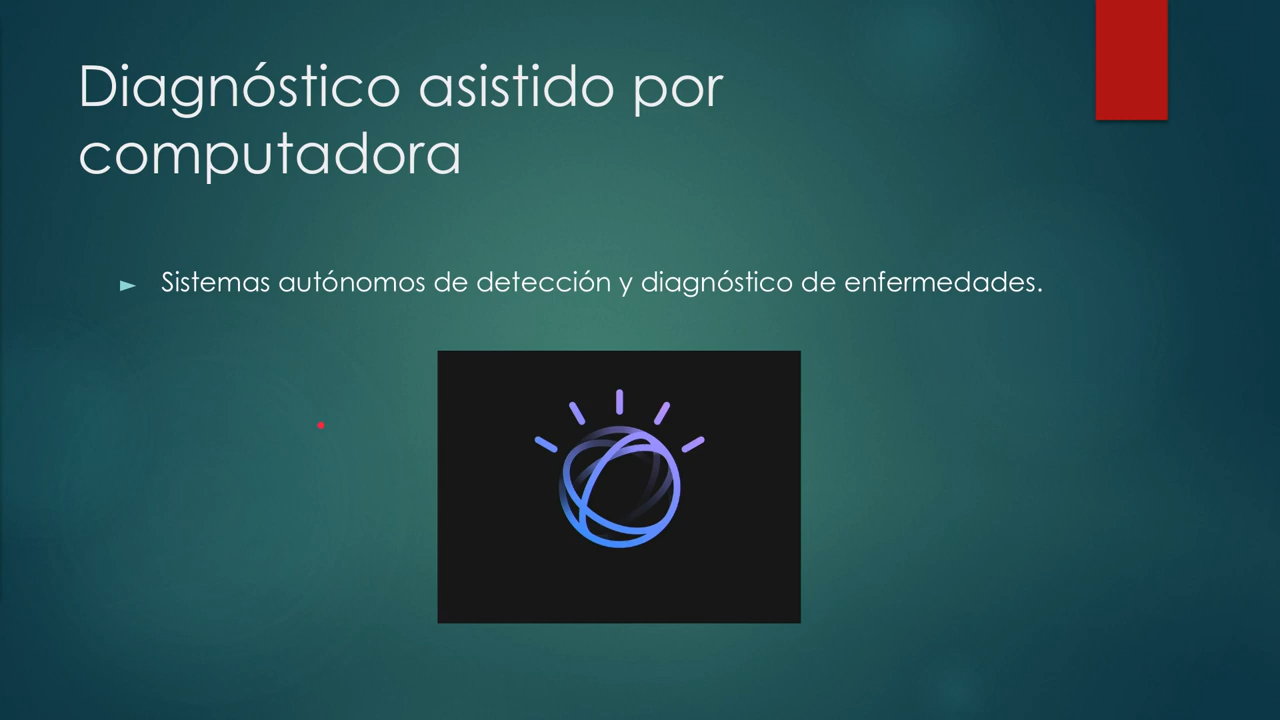 Diagnóstico asistido por
computadora
Sistemas autónomos de detección y diagnóstico de enfermedades.